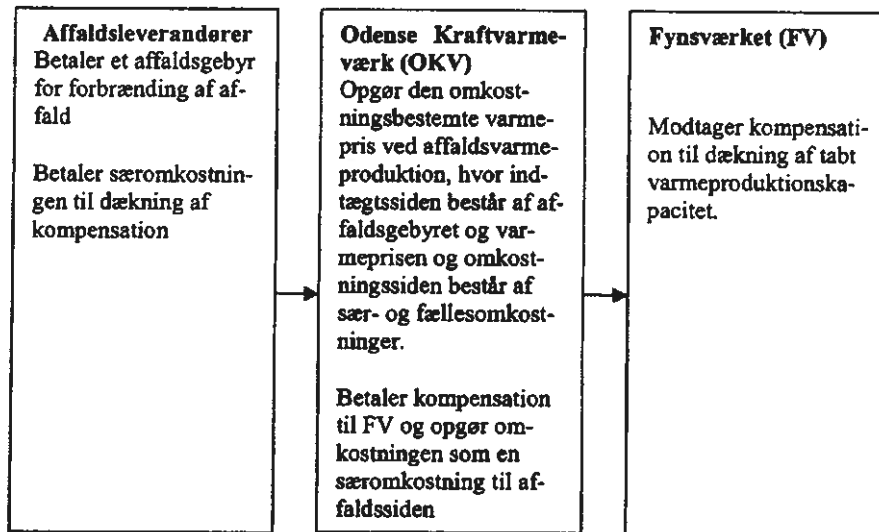 Affaldsleverandører
Betaler et affaldsgebyr
for forbrænding af af-
fald
Betaler særomkostnin-
gen til dækning af
kompensation
Odense Kraftvarme-
værk (OKV)
Opgør den omkost-
ningsbestemte varme-
pris ved affaldsvarme-
produktion, hvor ind-
tægtssiden består af af-
faldsgebyret og var-
meprisen og omkost-
ningssiden består af
sær- og fællesomkost-
ninger.
Betaler kompensation
til FV og opgør om-
kostningen som en
særomkostning til af-
faldssiden
Fynsværket (FV)
Modtager kompensati-
on til dækning af tabt
varmeproduktionska-
pacitet.